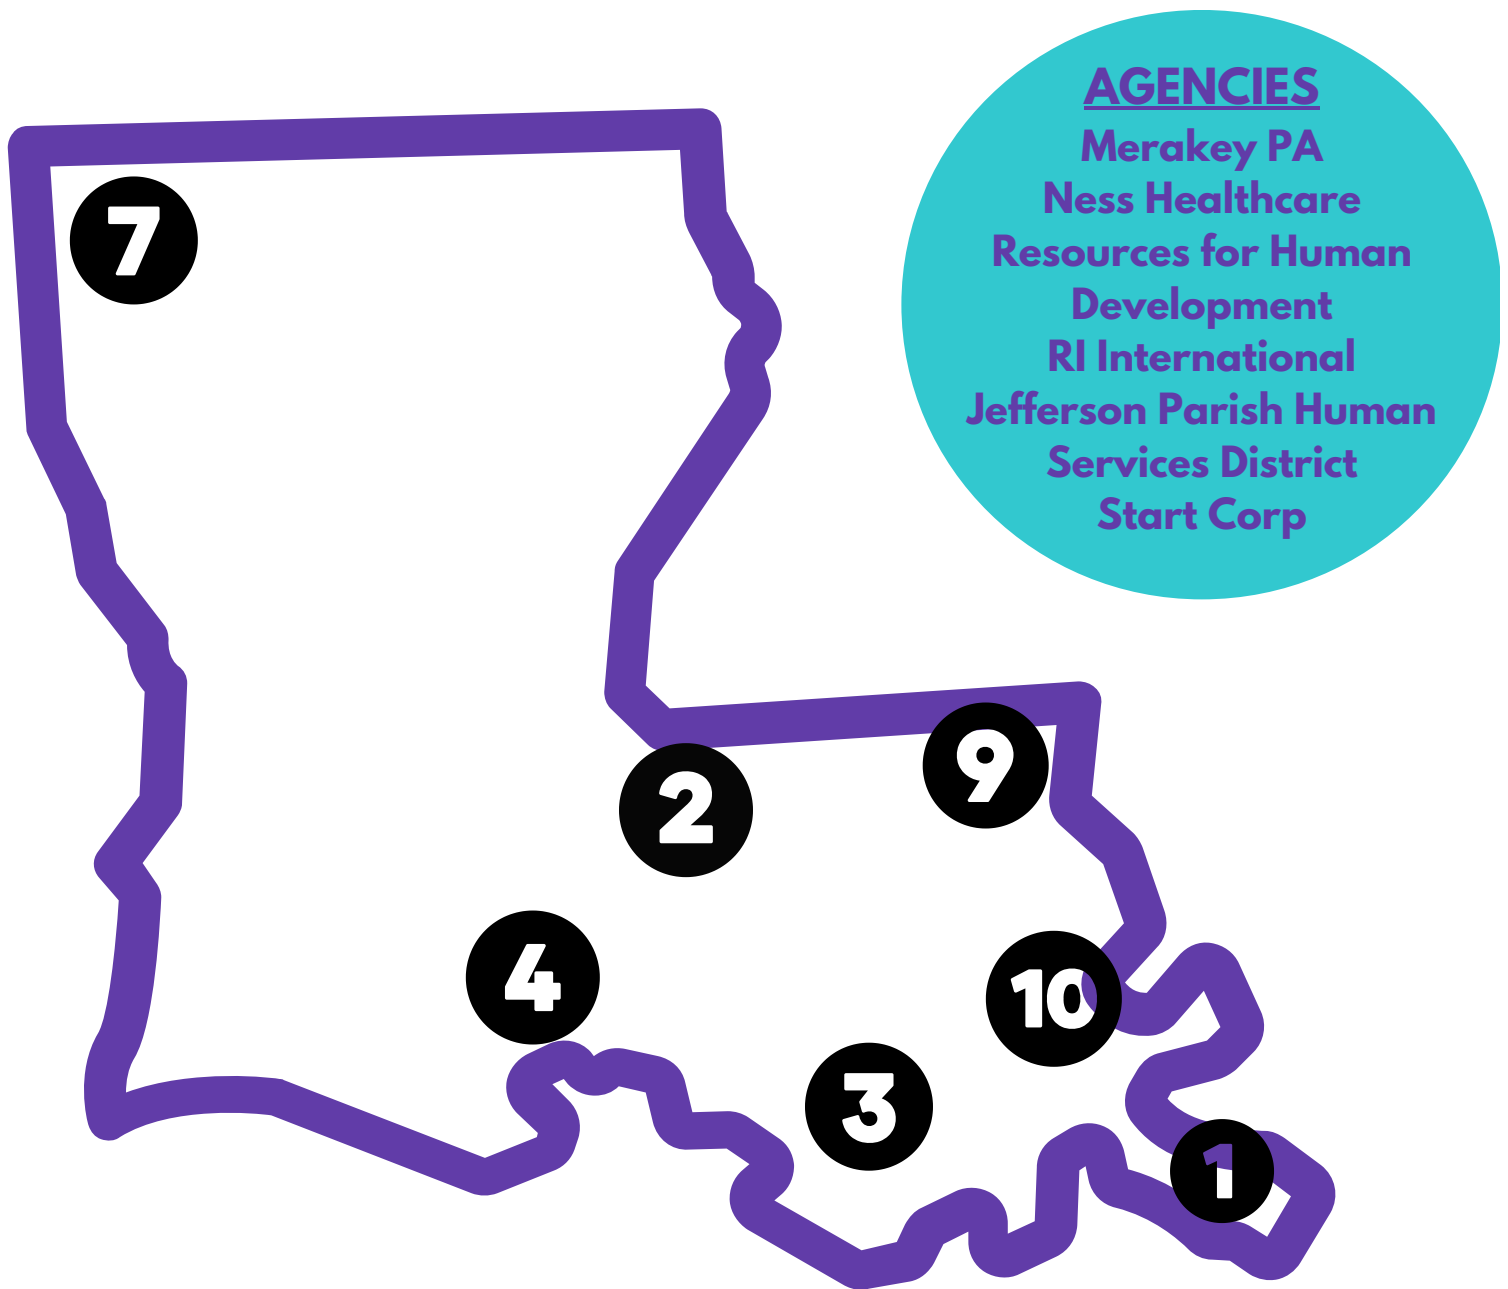 AGENCIES
Merakey PA
Ness Healthcare
Resources for Human
Development
RI International
Jefferson Parish Human
Services District
Start Corp
7
9
2
4
10
3
1